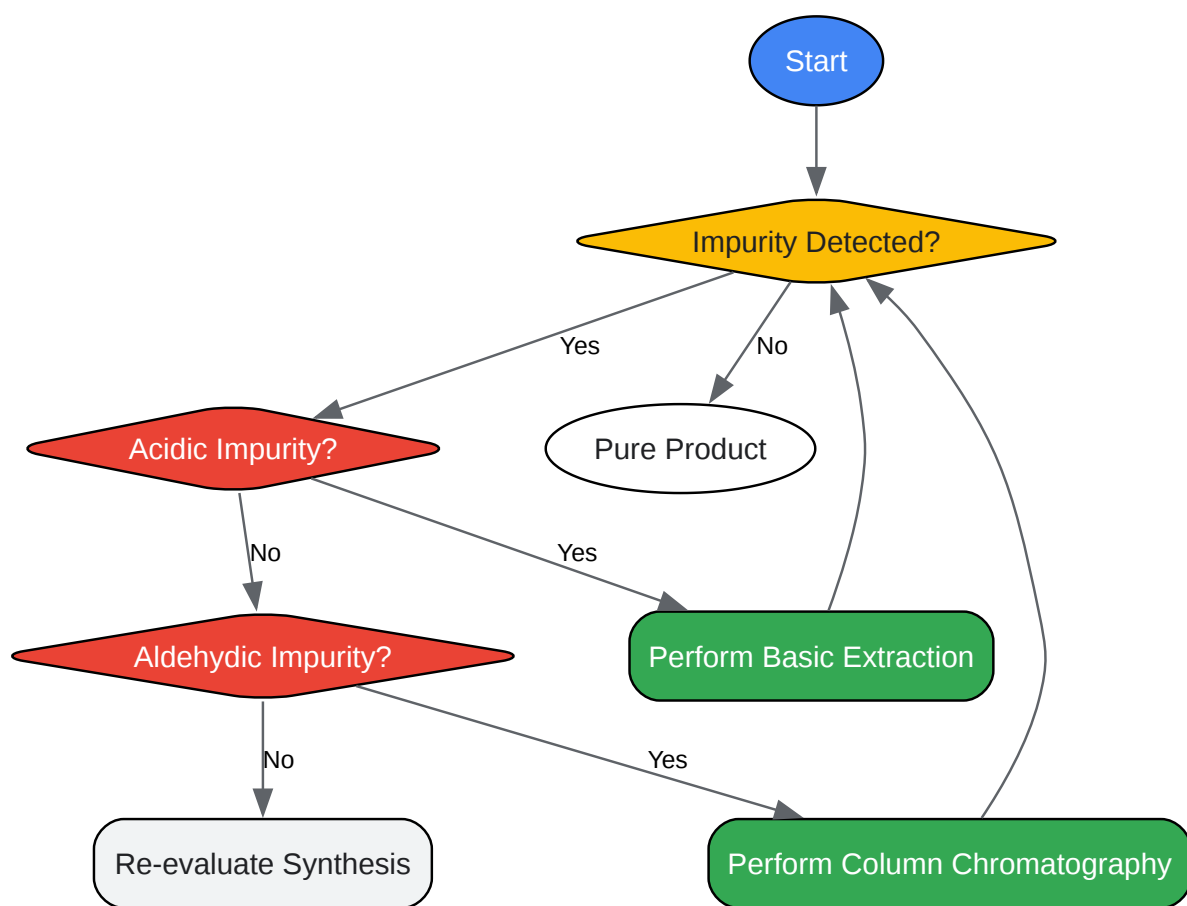 Start
Impurity Detected?
Yes
No
Acidic Impurity?
Pure Product
No
Yes
Aldehydic Impurity?
Perform Basic Extraction
No
Yes
Re-evaluate Synthesis
Perform Column Chromatography